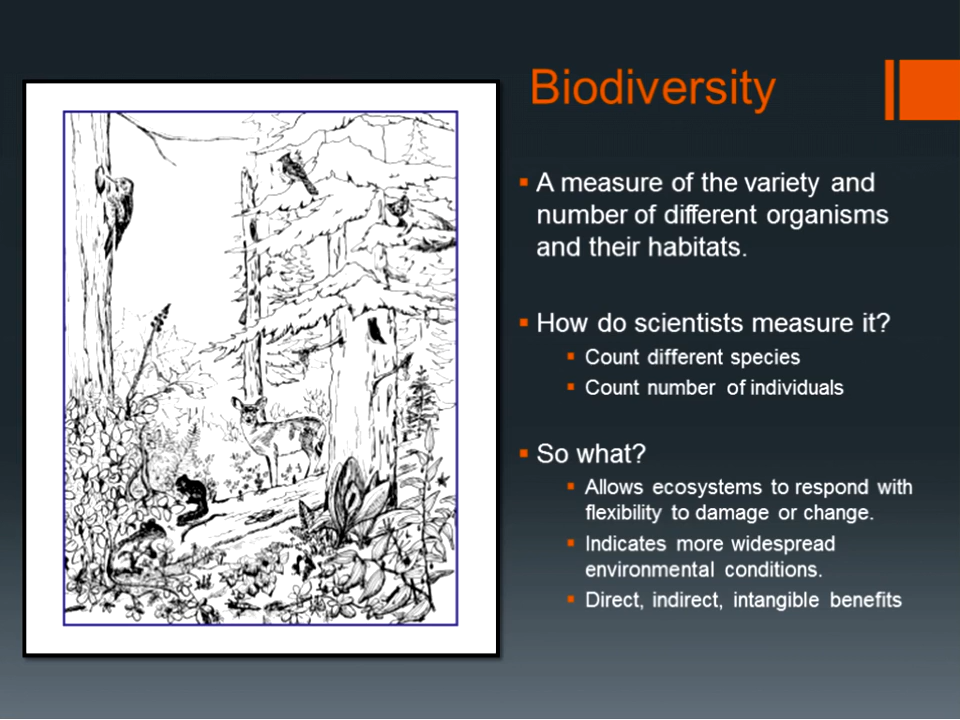 Biodiversity
A measure of the variety and
number of different organisms
and their habitats.
How do scientists measure it?
Count different species
Count number of individuals
So what?
Allows ecosystems to respond with
flexibility to damage or change.
Indicates more widespread
environmental conditions.
Direct, indirect, intangible benefits